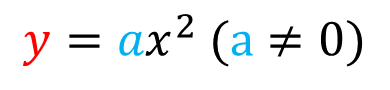 y = ax² (a ≠ 0)